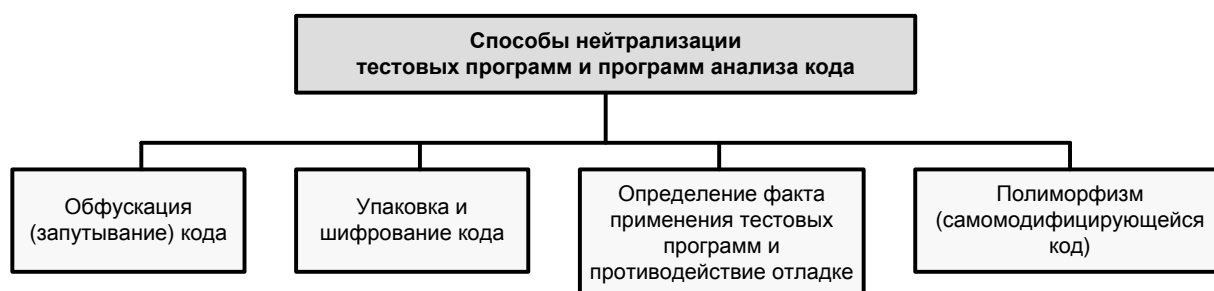 Способы нейтрализации
тестовых программ и программ анализа кода
Обфускация
(запутывание) кода
Упаковка и
шифрование кода
Определение факта
применения тестовых
программ и
противодействие отладке
Полиморфизм
(самомодифицирующейся
код)